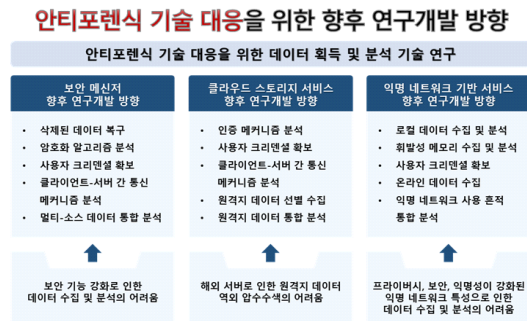 안티포렌식 기술 대응을 위한 향후 연구개발 방향
안티포렌식 기술 대응을 위한 데이터 획득 및 분석 기술 연구
보안 메신저
향후 연구개발 방향
• 삭제된 데이터 복구
• 암호화 알고리즘 분석
• 사용자 크리덴셜 확보
• 클라이언트-서버 간 통신
메커니즘 분석
• 멀티-소스 데이터 통합 분석
보안 기능 강화로 인한
데이터 수집 및 분석의 어려움
클라우드 스토리지 서비스
향후 연구개발 방향
• 인증 메커니즘 분석
• 사용자 크리덴셜 확보
• 클라이언트-서버 간 통신
메커니즘 분석
• 원격지 데이터 선별 수집
• 원격지 데이터 통합 분석
해외 서버로 인한 원격지 데이터
역외 압수수색의 어려움
익명 네트워크 기반 서비스
향후 연구개발 방향
• 로컬 데이터 수집 및 분석
• 휘발성 메모리 수집 및 분석
• 사용자 크리덴셜 확보
• 온라인 데이터 수집
• 익명 네트워크 사용 흔적
통합 분석
프라이버시, 보안, 익명성이 강화된
익명 네트워크 특성으로 인한
데이터 수집 및 분석의 어려움